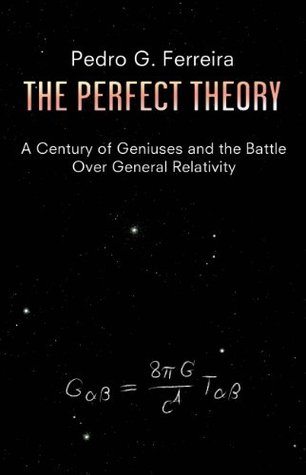 Pedro G. Ferreira
THE PERFECT THEORY
A Century of Geniuses and the Battle
Over General Relativity
Gαβ = 8πG/c⁴ Tαβ